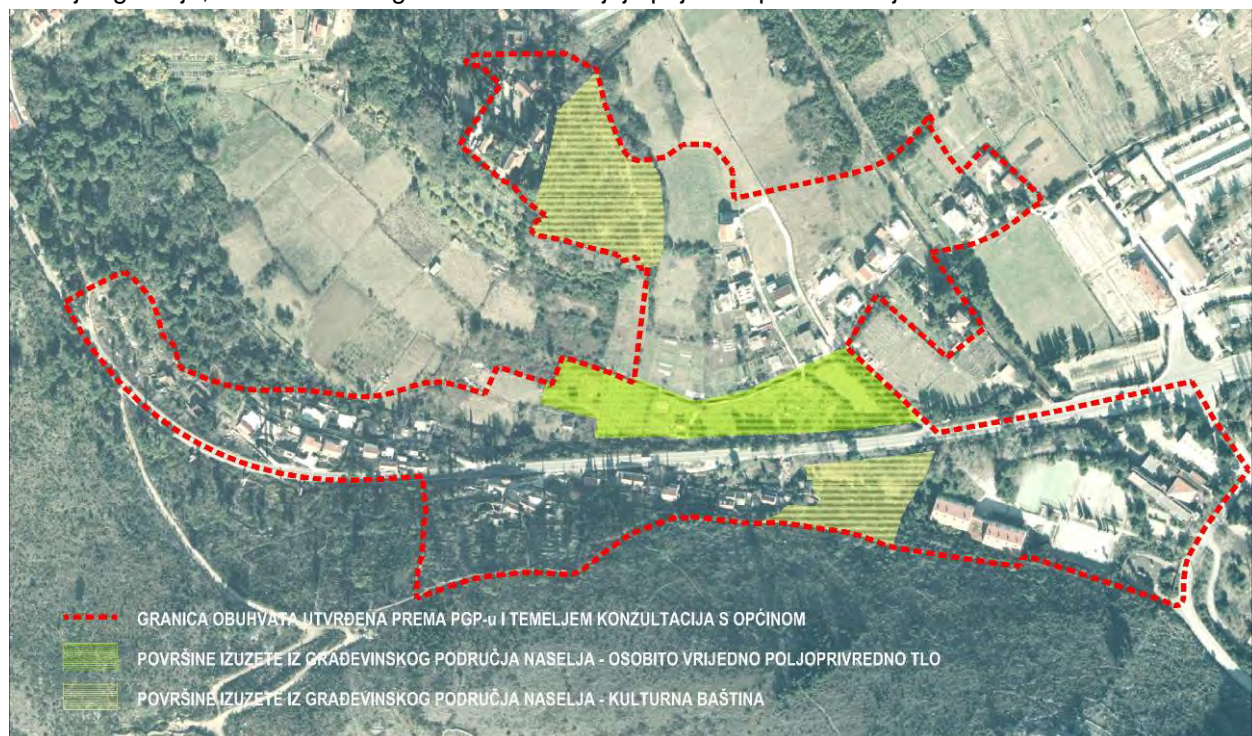 GRANICA OBUHVATA UTVRĐENA PREMA PGP-u I TEMELJEM KONZULTACIJA S OPĆINOM
POVRŠINE IZUZETE IZ GRAĐEVINSKOG PODRUČJA NASELJA - OSOBITO VRIJEDNO POLJOPRIVREDNO TLO
POVRŠINE IZUZETE IZ GRAĐEVINSKOG PODRUČJA NASELJA - KULTURNA BAŠTINA